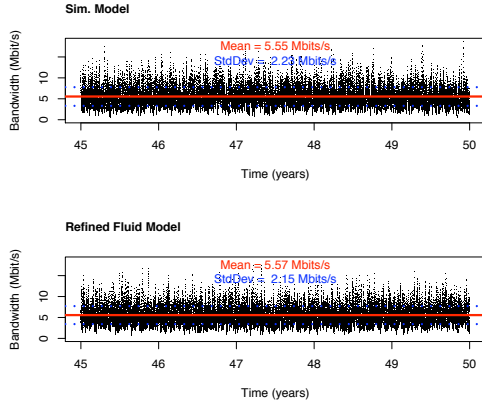 Sim. Model
Mean = 5.55 Mbits/s
StdDev = 2.23 Mbits/s
Bandwidth (Mbit/s)
10
5
0
45 46 47 48 49 50
Time (years)
Refined Fluid Model
Mean = 5.57 Mbits/s
StdDev = 2.15 Mbits/s
Bandwidth (Mbit/s)
10
5
0
45 46 47 48 49 50
Time (years)